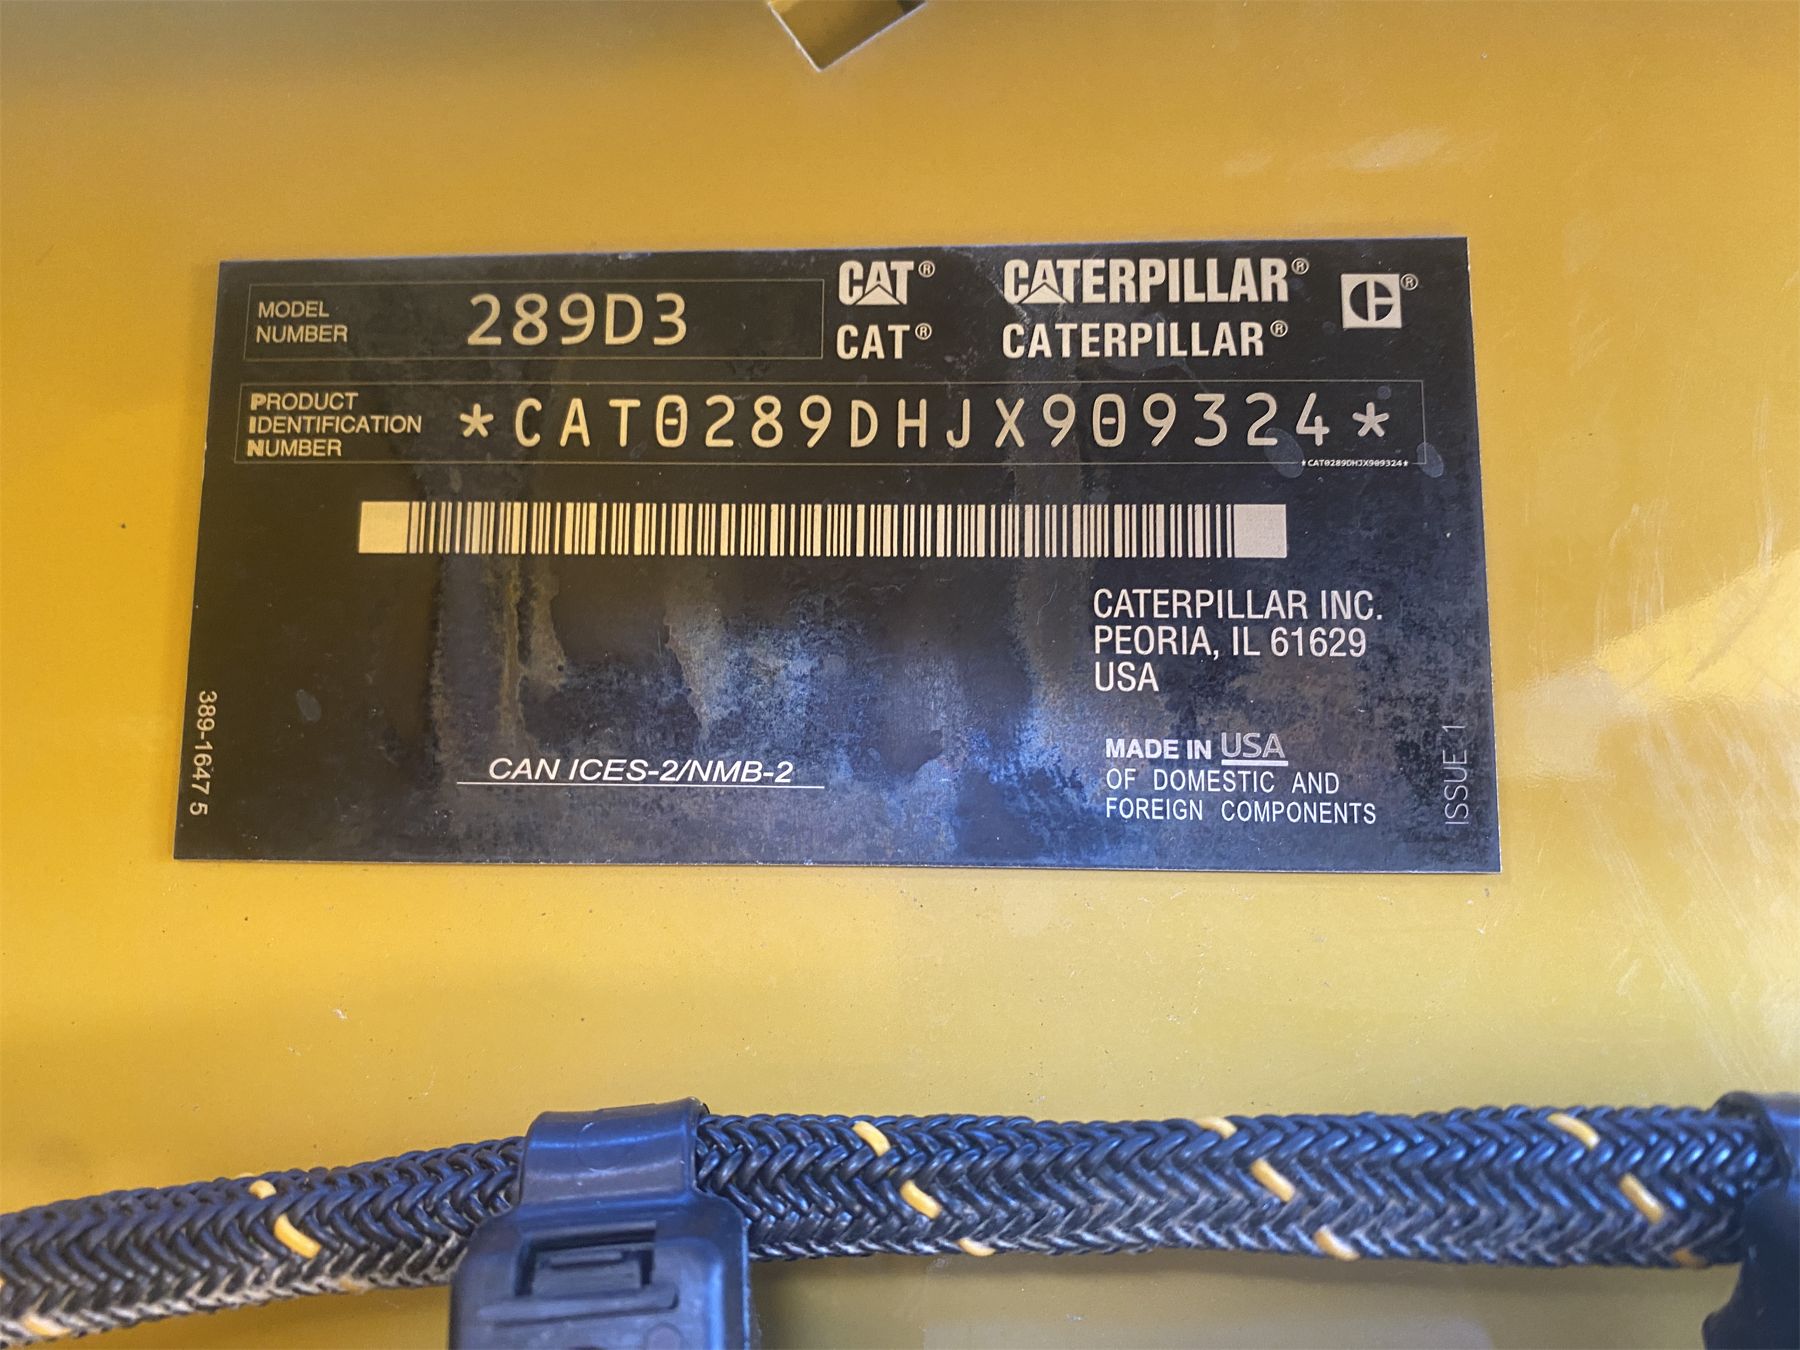 MODEL
NUMBER
289D3
CAT® CATERPILLAR® ®
CAT® CATERPILLAR®
PRODUCT
IDENTIFICATION
NUMBER
*CAT0289DHJX909324*
*CAT0289DHJX909324*
CATERPILLAR INC.
PEORIA, IL 61629
USA
MADE IN USA
OF DOMESTIC AND
FOREIGN COMPONENTS
CAN ICES-2/NMB-2
389-1647 5
ISSUE 1